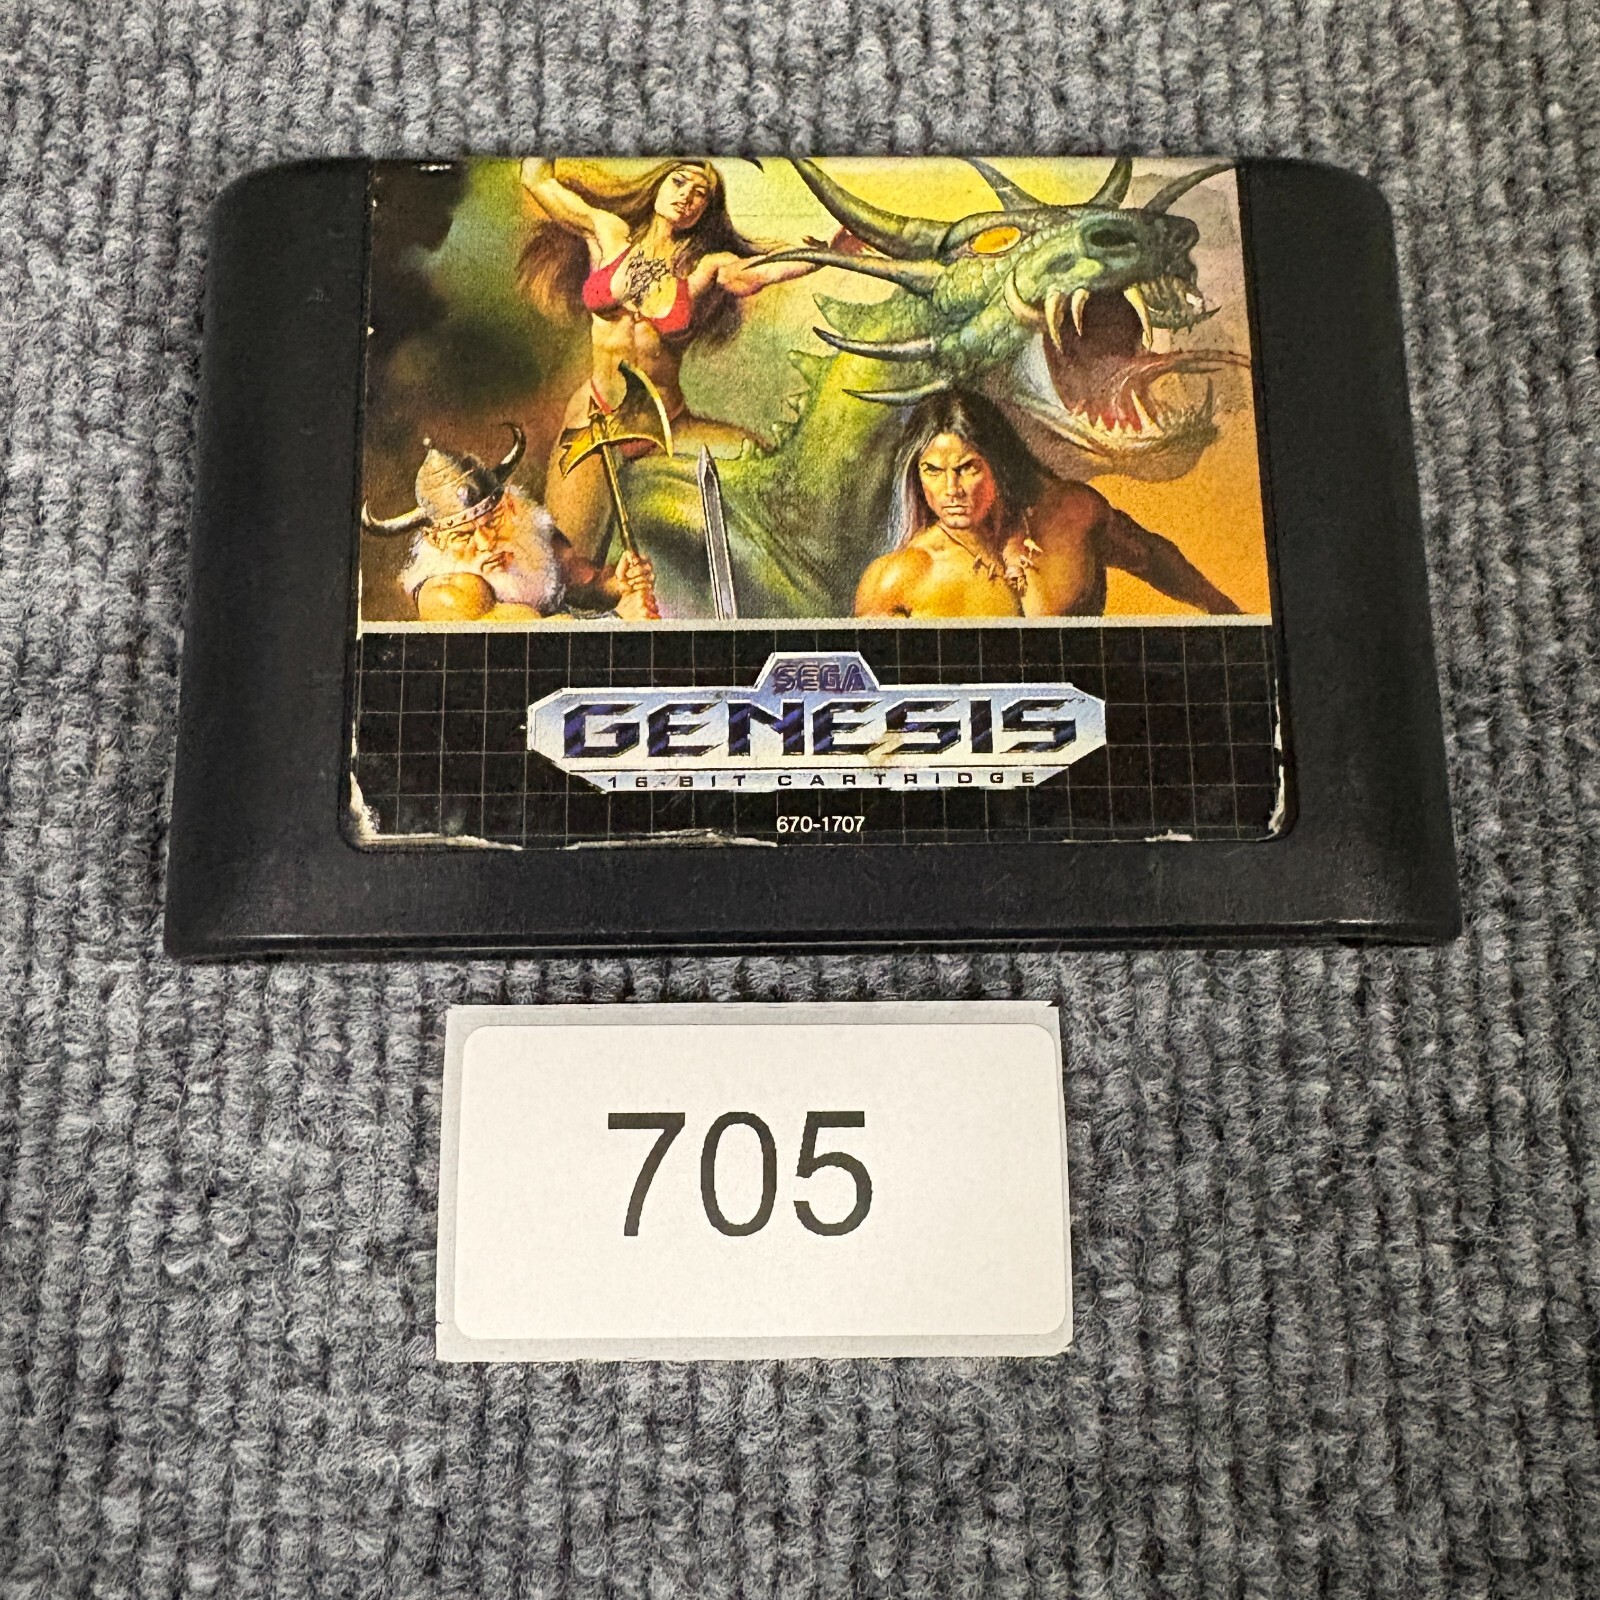 SEGA
GENESIS
16-BIT CARTRIDGE
670-1707
705